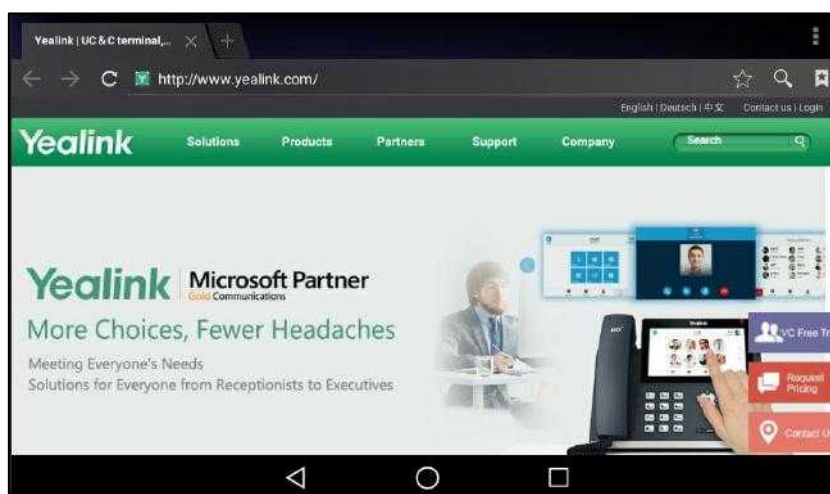 Yealink | UC & C terminal,...
http://www.yealink.com/
English | Deutsch | 中文 Contact us | Login
Yealink Solutions Products Partners Support Company Search
Yealink Microsoft Partner
Gold Communications
More Choices, Fewer Headaches
Meeting Everyone's Needs
Solutions for Everyone from Receptionists to Executives
Yealink
VC Free Tr
Request
Pricing
Contact U